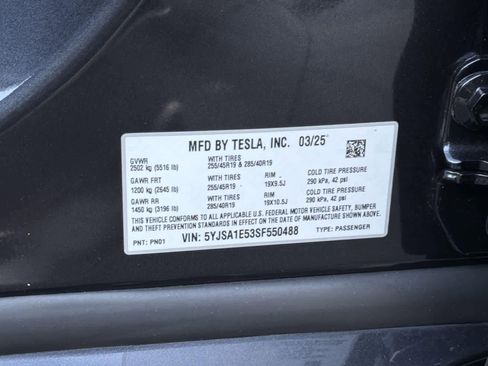 MFD BY TESLA, INC. 03/25
GVWR
2502 kg (5516 lb)
WITH TIRES
255/45R19 & 285/40R19
GAWR FRT
1200 kg (2645 lb)
WITH TIRES
255/45R19
RIM
19X9.5J
COLD TIRE PRESSURE
290 kPa, 42 psi
GAWR RR
1450 kg (3196 lb)
WITH TIRES
285/40R19
RIM
19X10.5J
COLD TIRE PRESSURE
290 kPa, 42 psi
THIS VEHICLE CONFORMS TO ALL APPLICABLE U.S. FEDERAL MOTOR VEHICLE SAFETY, BUMPER,
AND THEFT PREVENTION STANDARDS IN EFFECT ON THE DATE OF MANUFACTURE SHOWN ABOVE.
VIN: 5YJSA1E53SF550488
PNT: PN01
TYPE: PASSENGER